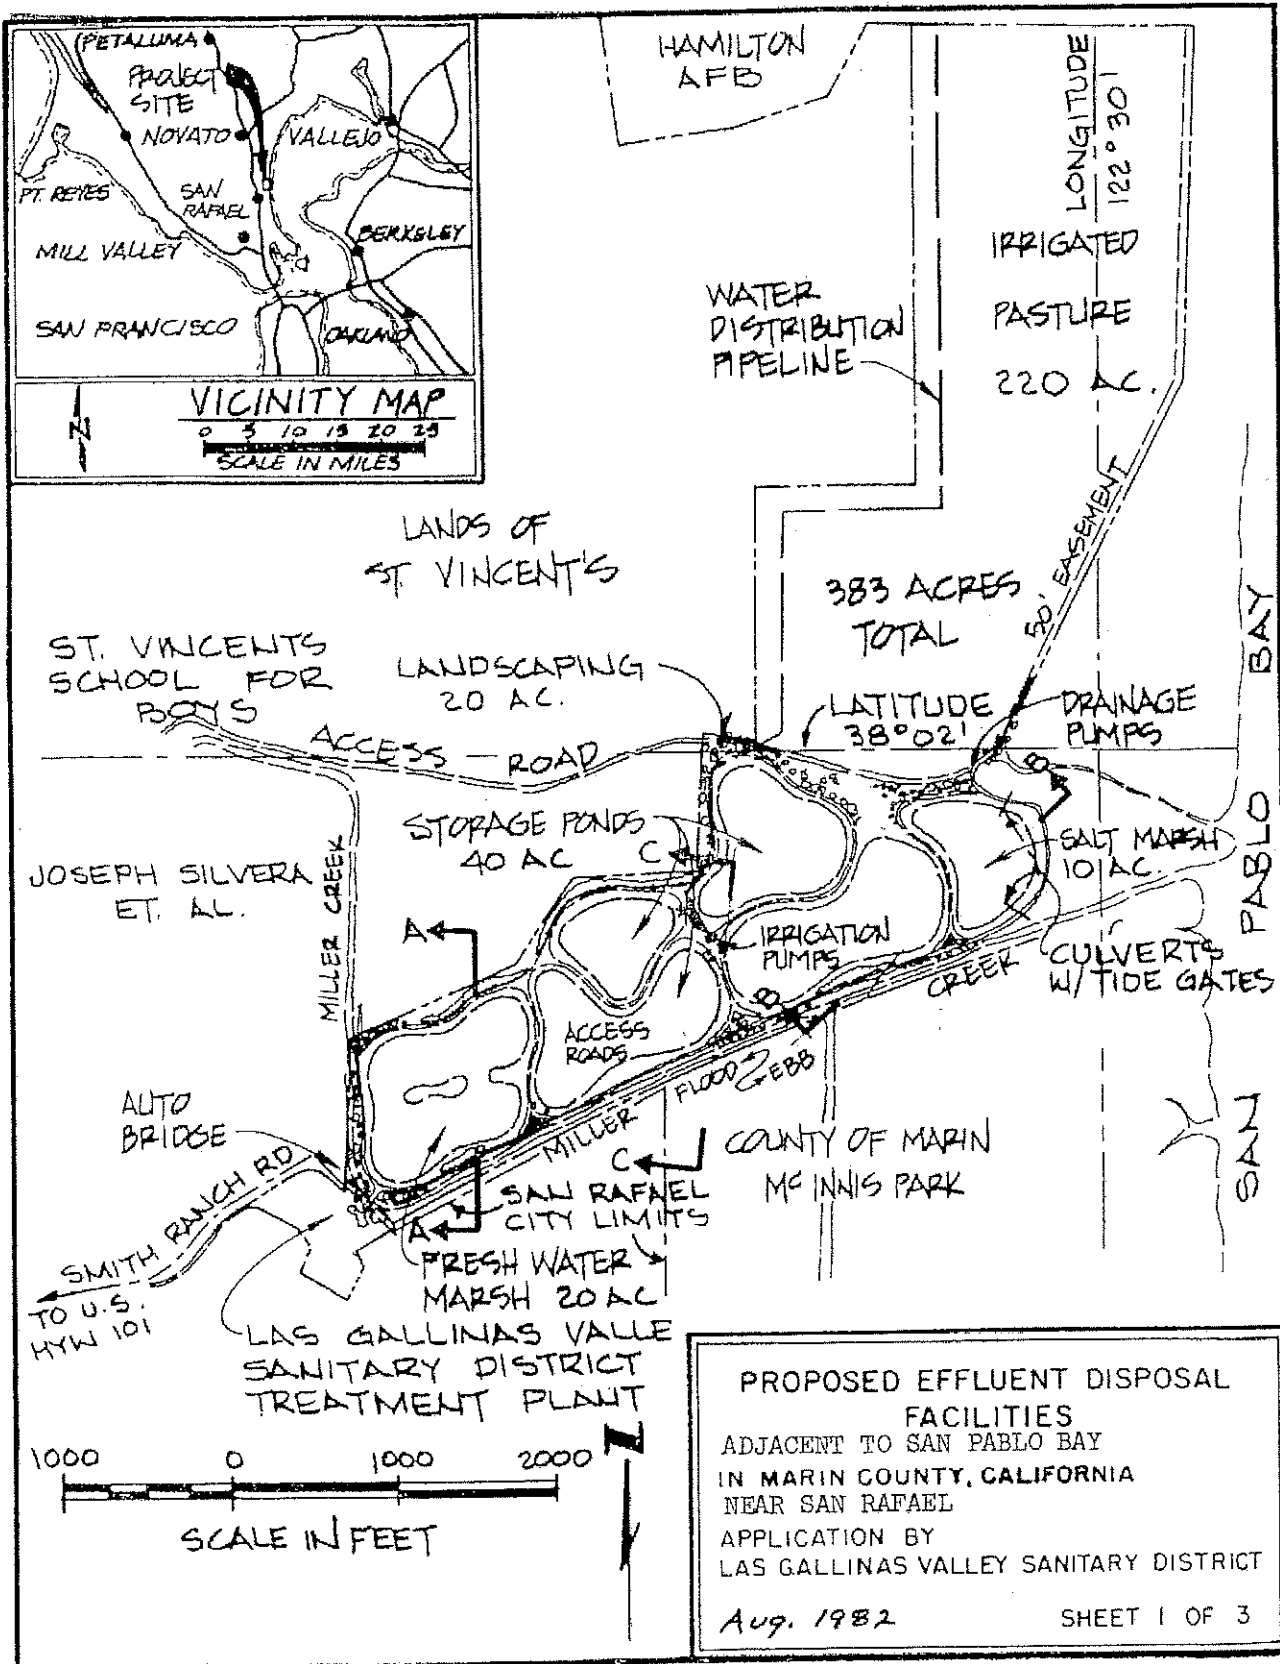 PETALUMA
PROJECT
SITE
NOVATO
VALLEJO
PT. REYES
SAN
RAFAEL
MILL VALLEY
BERKELEY
SAN FRANCISCO
OAKLAND
N
VICINITY MAP
0 5 10 15 20 25
SCALE IN MILES
HAMILTON
AFB
LONGITUDE
122° 30'
IRRIGATED
PASTURE
220 AC.
WATER
DISTRIBUTION
PIPELINE
LANDS OF
ST. VINCENT'S
50' EASEMENT
383 ACRES
TOTAL
ST. VINCENTS
SCHOOL FOR
BOYS
LANDSCAPING
20 AC.
LATITUDE
38° 02'
DRAINAGE
PUMPS
ACCESS ROAD
STORAGE PONDS
40 AC
C
B
SALT MARSH
10 AC.
JOSEPH SILVERA
ET. AL.
MILLER CREEK
A
IRRIGATION
PUMPS
CULVERTS
W/ TIDE GATES
SAN PABLO BAY
ACCESS
ROADS
B
MILLER CREEK
FLOOD
EBB
AUTO
BRIDGE
COUNTY OF MARIN
Mc INNIS PARK
C
SMITH RANCH RD
SAN RAFAEL
CITY LIMITS
A
FRESH WATER
MARSH 20 AC
TO U.S.
HYW 101
LAS GALLINAS VALLE
SANITARY DISTRICT
TREATMENT PLANT
1000 0 1000 2000
SCALE IN FEET
PROPOSED EFFLUENT DISPOSAL
FACILITIES
ADJACENT TO SAN PABLO BAY
IN MARIN COUNTY, CALIFORNIA
NEAR SAN RAFAEL
APPLICATION BY
LAS GALLINAS VALLEY SANITARY DISTRICT
Aug. 1982
SHEET 1 OF 3